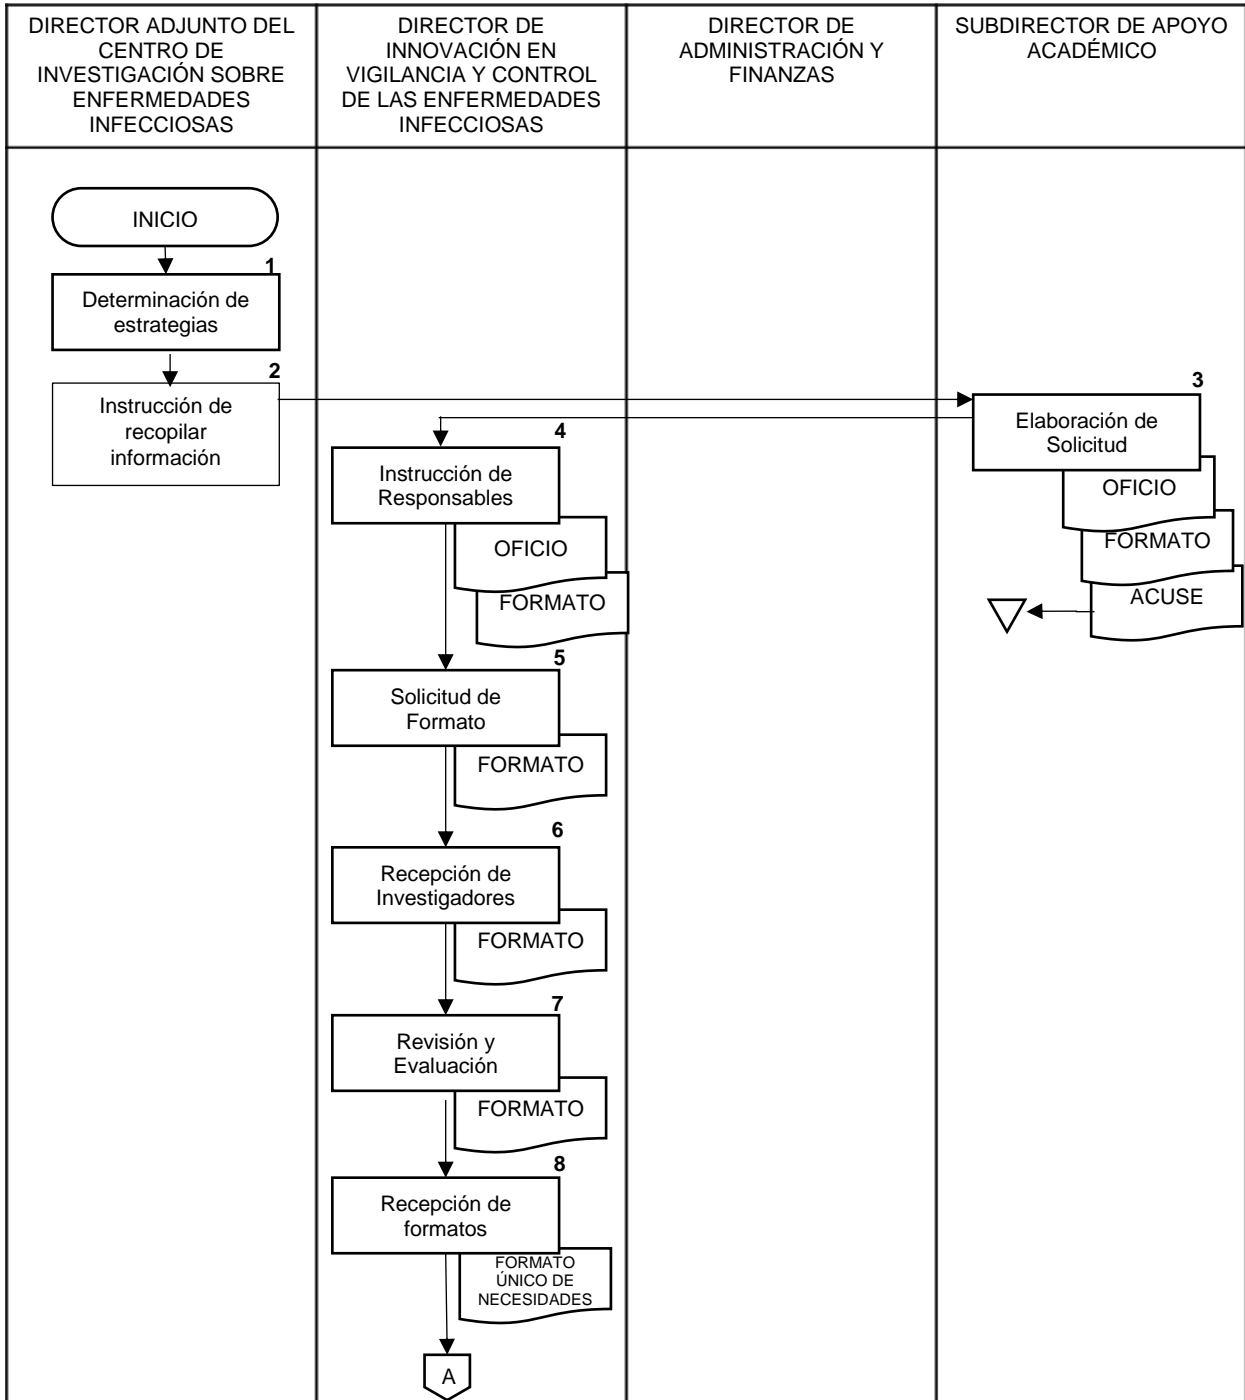 DIRECTOR ADJUNTO DEL
CENTRO DE
INVESTIGACIÓN SOBRE
ENFERMEDADES
INFECCIOSAS
DIRECTOR DE
INNOVACIÓN EN
VIGILANCIA Y CONTROL
DE LAS ENFERMEDADES
INFECCIOSAS
DIRECTOR DE
ADMINISTRACIÓN Y
FINANZAS
SUBDIRECTOR DE APOYO
ACADÉMICO
INICIO
1
Determinación de
estrategias
2
Instrucción de
recopilar
información
3
Elaboración de
Solicitud
OFICIO
FORMATO
ACUSE
4
Instrucción de
Responsables
OFICIO
FORMATO
5
Solicitud de
Formato
FORMATO
6
Recepción de
Investigadores
FORMATO
7
Revisión y
Evaluación
FORMATO
8
Recepción de
formatos
FORMATO
ÚNICO DE
NECESIDADES
A